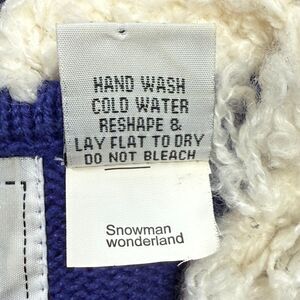 HAND WASH
COLD WATER
RESHAPE &
LAY FLAT TO DRY
DO NOT BLEACH
Snowman
wonderland